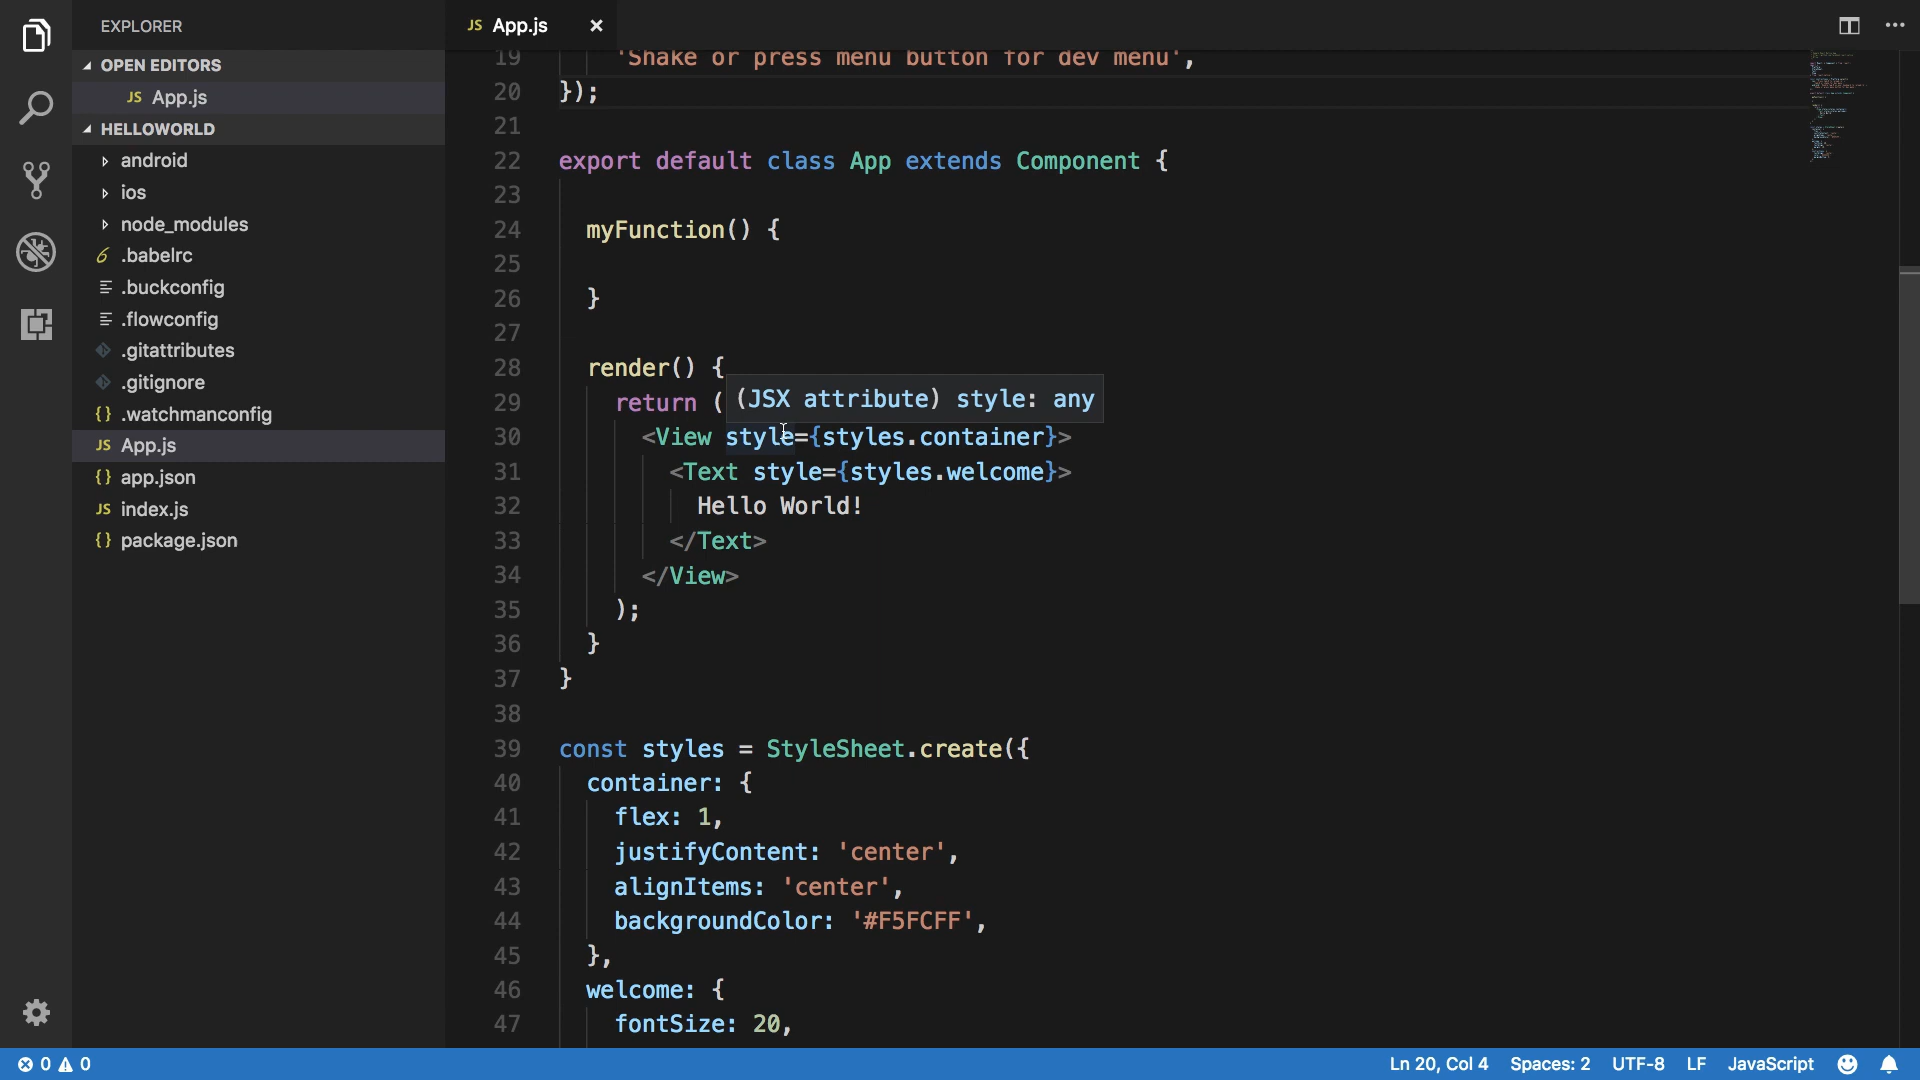 EXPLORER
OPEN EDITORS
JS App.js
HELLOWORLD
android
ios
node_modules
.babelrc
.buckconfig
.flowconfig
.gitattributes
.gitignore
{} .watchmanconfig
JS App.js
{} app.json
JS index.js
{} package.json
JS App.js
19 'Shake or press menu button for dev menu',
20 });
21
22 export default class App extends Component {
23
24 myFunction() {
25
26 }
27
28 render() {
29 return (
(JSX attribute) style: any
30 <View style={styles.container}>
31 <Text style={styles.welcome}>
32 Hello World!
33 </Text>
34 </View>
35 );
36 }
37 }
38
39 const styles = StyleSheet.create({
40 container: {
41 flex: 1,
42 justifyContent: 'center',
43 alignItems: 'center',
44 backgroundColor: '#F5FCFF',
45 },
46 welcome: {
47 fontSize: 20,
0 0
Ln 20, Col 4 Spaces: 2 UTF-8 LF JavaScript